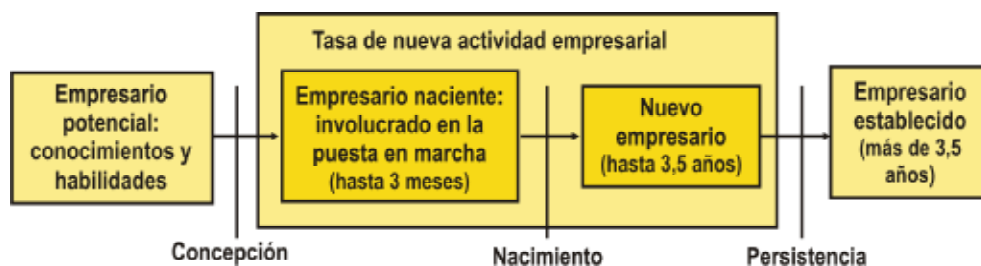 Tasa de nueva actividad empresarial
Empresario
potencial:
conocimientos y
habilidades
Empresario naciente:
involucrado en la
puesta en marcha
(hasta 3 meses)
Nuevo
empresario
(hasta 3,5 años)
Empresario
establecido
(más de 3,5
años)
Concepción
Nacimiento
Persistencia